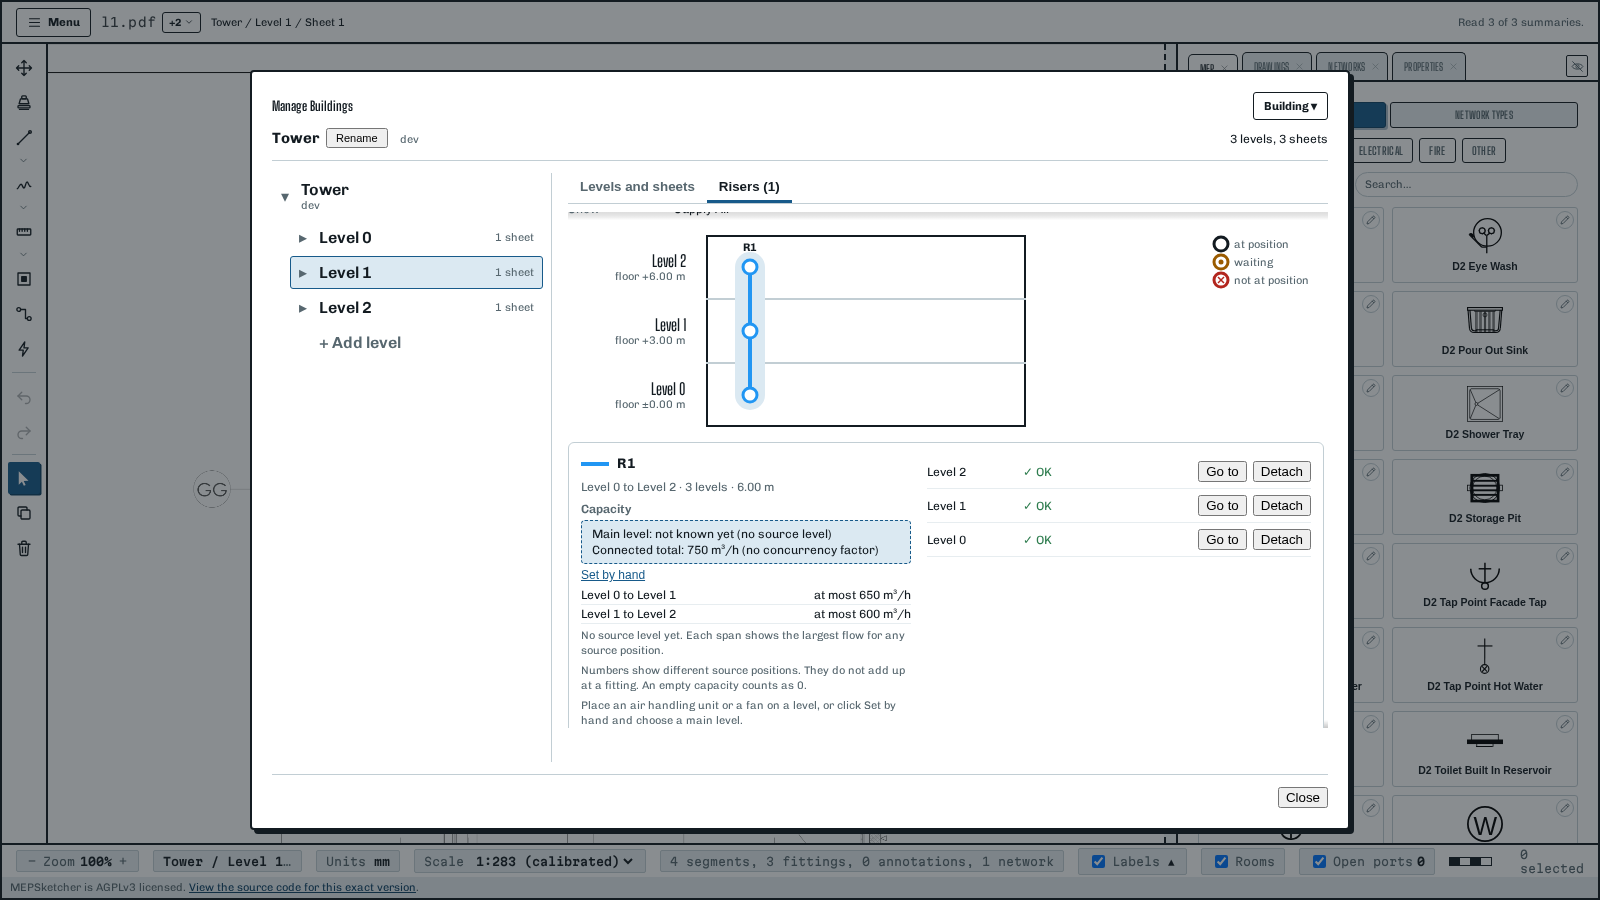 Menu
l1.pdf
+2
Tower / Level 1 / Sheet 1
Read 3 of 3 summaries.
MEP
DRAWINGS
NETWORKS
PROPERTIES
Manage Buildings
Building ▾
Tower
Rename
dev
3 levels, 3 sheets
NETWORK TYPES
ELECTRICAL
FIRE
OTHER
Search...
Tower
dev
Level 0
1 sheet
Level 1
1 sheet
Level 2
1 sheet
+ Add level
Levels and sheets
Risers (1)
Show
Supply Air
R1
Level 2
floor +6.00 m
Level 1
floor +3.00 m
Level 0
floor ±0.00 m
at position
waiting
not at position
R1
Level 0 to Level 2 · 3 levels · 6.00 m
Capacity
Main level: not known yet (no source level)
Connected total: 750 m³/h (no concurrency factor)
Set by hand
Level 0 to Level 1
at most 650 m³/h
Level 1 to Level 2
at most 600 m³/h
No source level yet. Each span shows the largest flow for any
source position.
Numbers show different source positions. They do not add up
at a fitting. An empty capacity counts as 0.
Place an air handling unit or a fan on a level, or click Set by
hand and choose a main level.
Level 2
✓ OK
Go to
Detach
Level 1
✓ OK
Go to
Detach
Level 0
✓ OK
Go to
Detach
Close
D2 Eye Wash
D2 Pour Out Sink
D2 Shower Tray
D2 Storage Pit
D2 Tap Point Facade Tap
D2 Tap Point Hot Water
D2 Toilet Built In Reservoir
W
GG
− Zoom 100% +
Tower / Level 1…
Units mm
Scale 1:283 (calibrated)
4 segments, 3 fittings, 0 annotations, 1 network
Labels ▲
Rooms
Open ports 0
0
selected
MEPSketcher is AGPLv3 licensed. View the source code for this exact version.